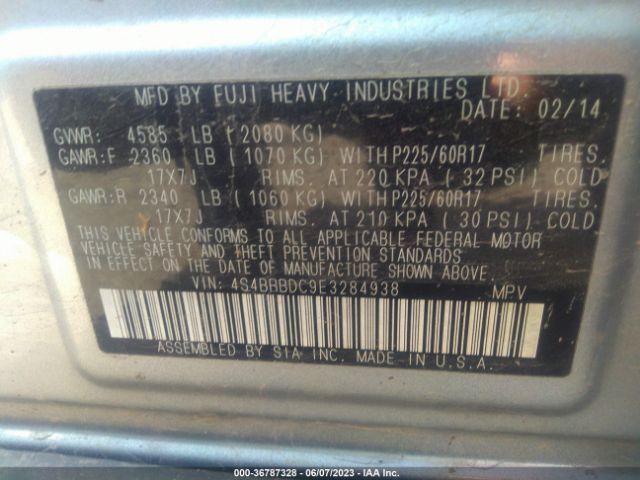 MFD BY FUJI HEAVY INDUSTRIES LTD.
DATE: 02/14
GVWR: 4585 LB ( 2080 KG)
GAWR:F 2360 LB ( 1070 KG) WITH P225/60R17 TIRES.
17X7J RIMS. AT 220 KPA ( 32 PSI) COLD
GAWR:R 2340 LB ( 1060 KG) WITH P225/60R17 TIRES.
17X7J RIMS. AT 210 KPA ( 30 PSI) COLD
THIS VEHICLE CONFORMS TO ALL APPLICABLE FEDERAL MOTOR
VEHICLE SAFETY AND THEFT PREVENTION STANDARDS
IN EFFECT ON THE DATE OF MANUFACTURE SHOWN ABOVE.
VIN: 4S4BRBDC9E3284938 MPV
ASSEMBLED BY SIA INC. MADE IN U.S.A.
000-36787328 - 06/07/2023 - IAA Inc.